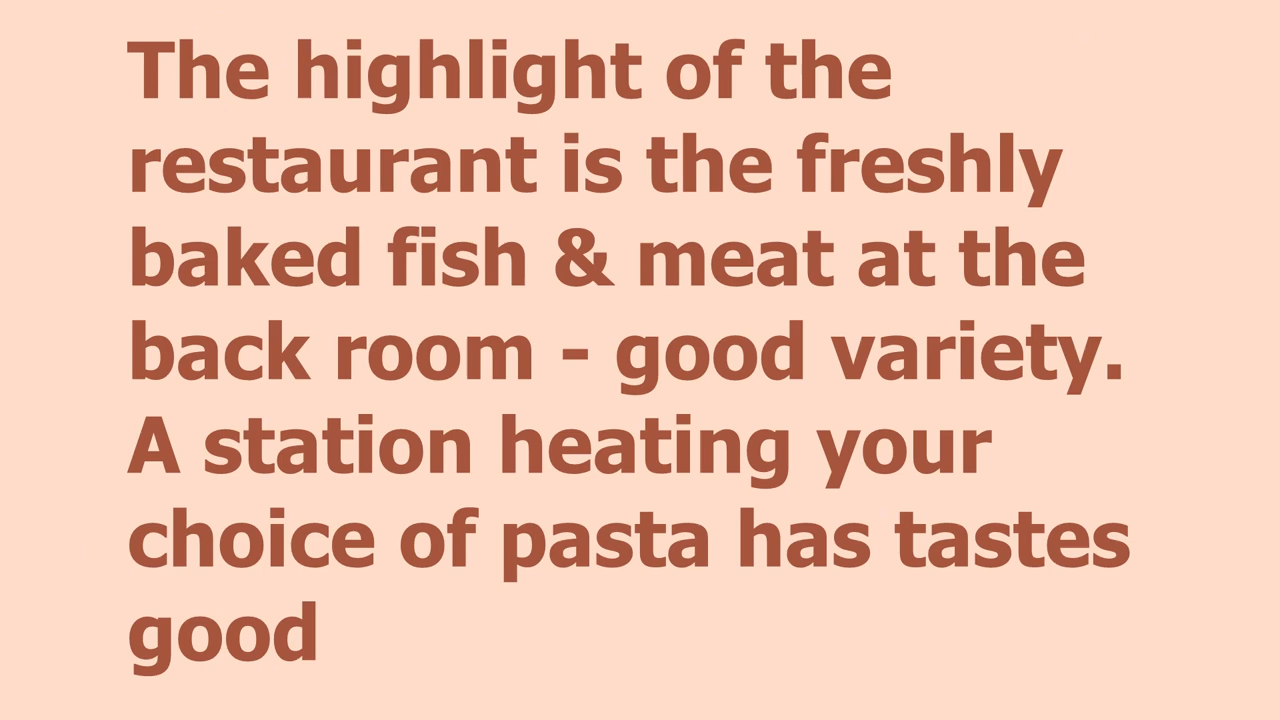 The highlight of the
restaurant is the freshly
baked fish & meat at the
back room - good variety.
A station heating your
choice of pasta has tastes
good